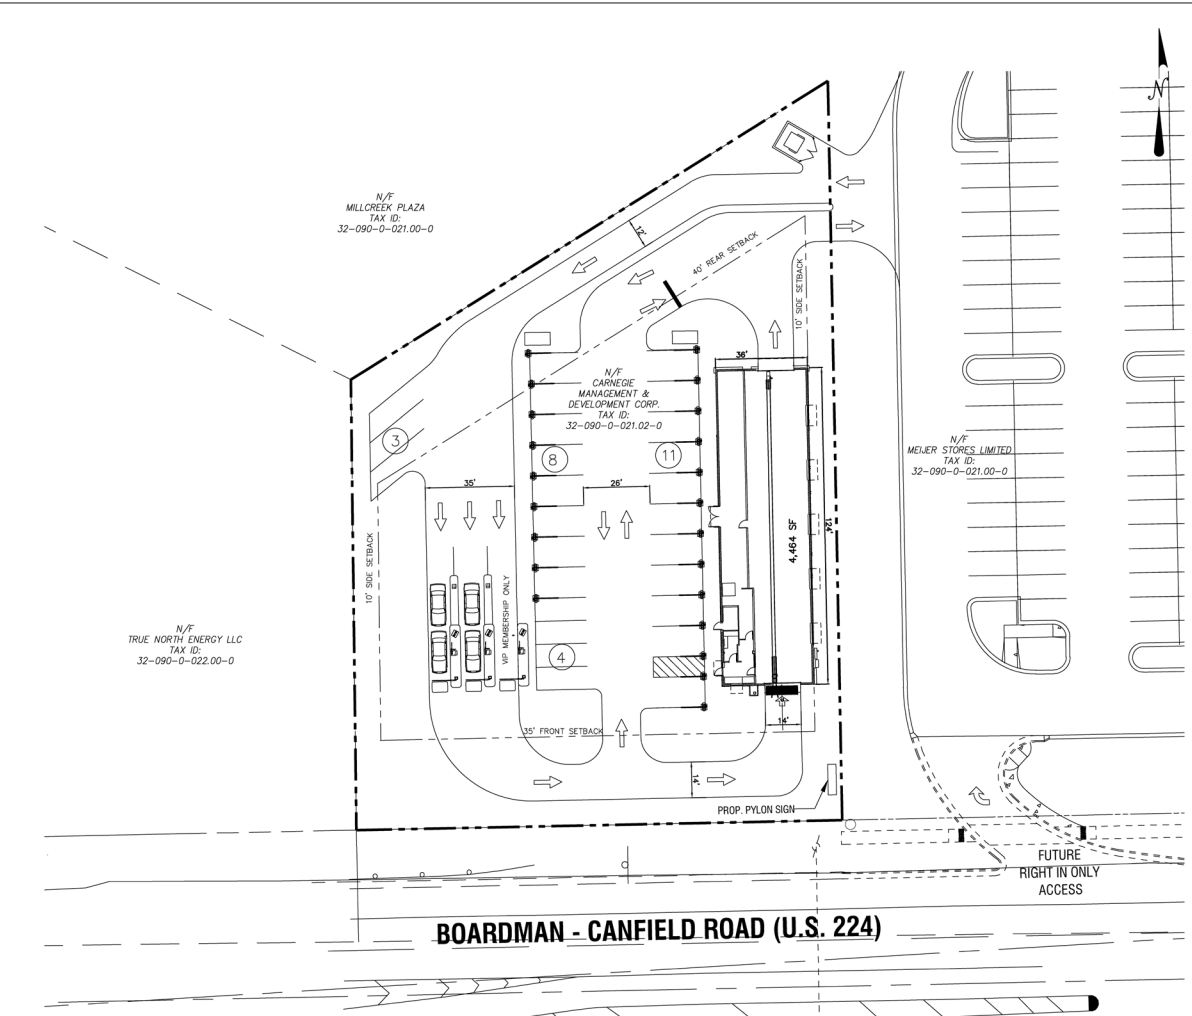 N
N/F
MILLCREEK PLAZA
TAX ID:
32-090-0-021.00-0
12'
40' REAR SETBACK
10' SIDE SETBACK
36'
N/F
CARNEGIE
MANAGEMENT &
DEVELOPMENT CORP.
TAX ID:
32-090-0-021.02-0
3
8
11
N/F
MEIJER STORES LIMITED
TAX ID:
32-090-0-021.00-0
35'
26'
124'
4,464 SF
10' SIDE SETBACK
VIP MEMBERSHIP ONLY
N/F
TRUE NORTH ENERGY LLC
TAX ID:
32-090-0-022.00-0
4
35' FRONT SETBACK
14'
14'
PROP. PYLON SIGN
FUTURE
RIGHT IN ONLY
ACCESS
BOARDMAN - CANFIELD ROAD (U.S. 224)